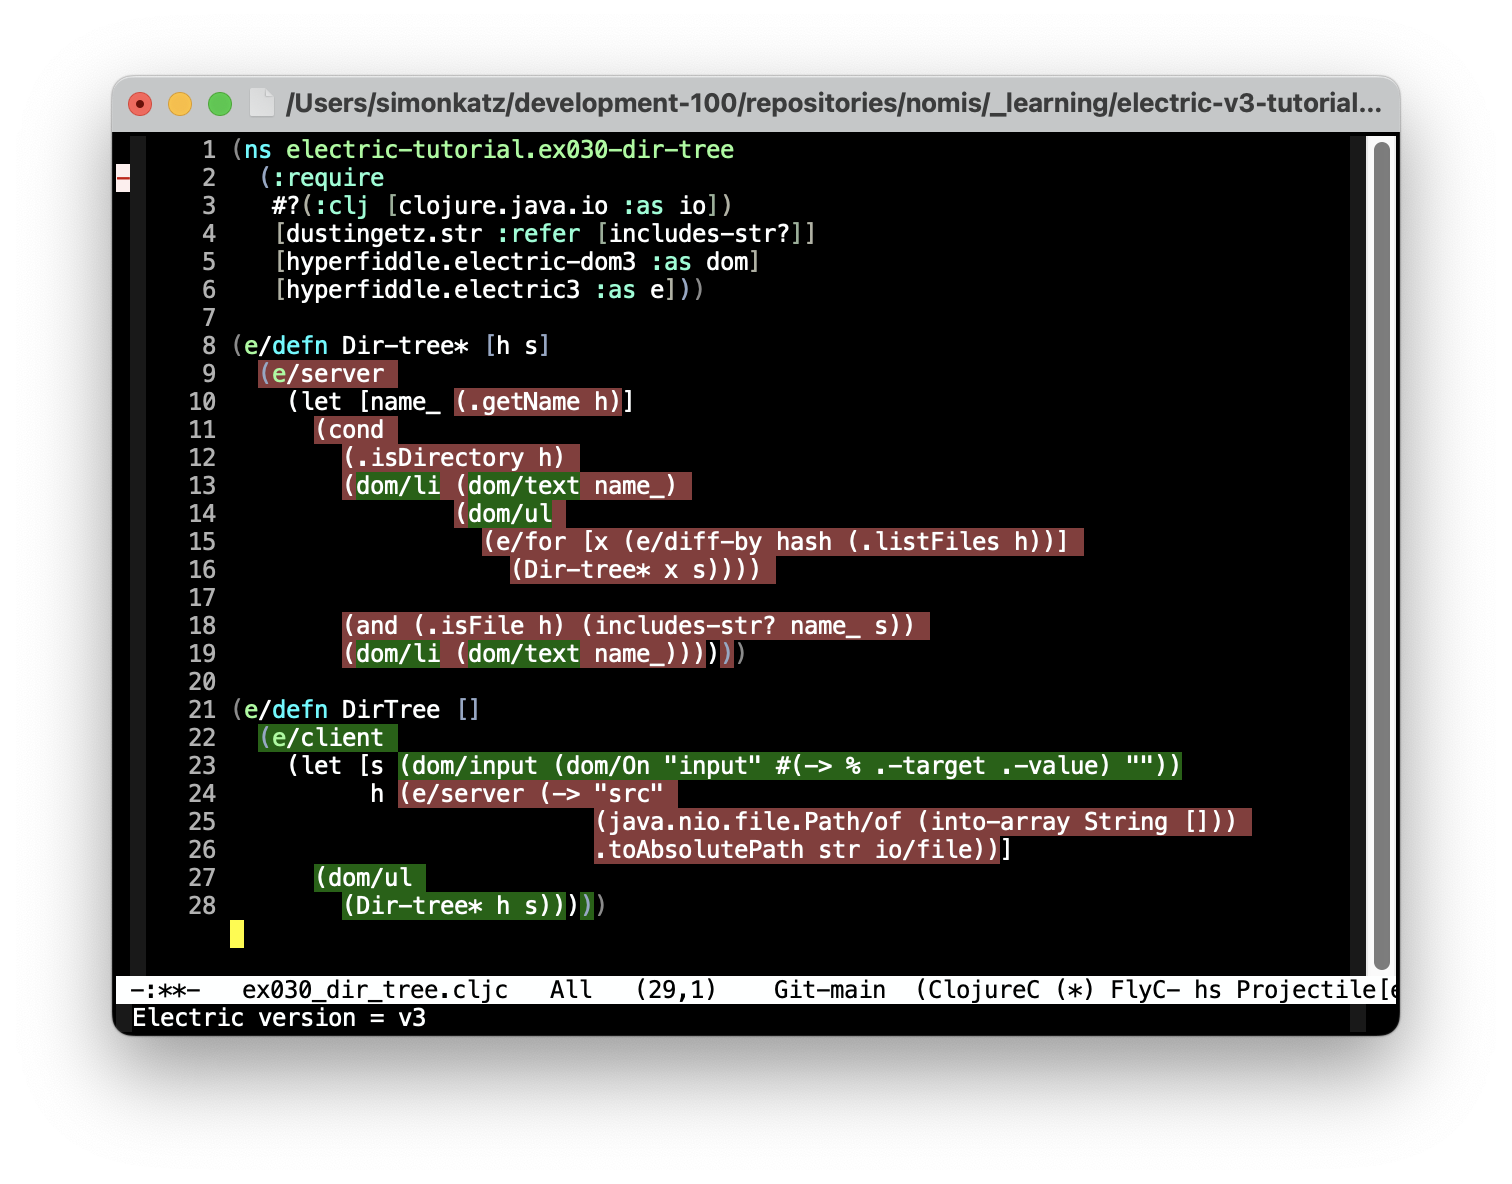 /Users/simonkatz/development-100/repositories/nomis/_learning/electric-v3-tutorial...
1 (ns electric-tutorial.ex030-dir-tree
2   (:require
3    #?(:clj [clojure.java.io :as io])
4    [dustingetz.str :refer [includes-str?]]
5    [hyperfiddle.electric-dom3 :as dom]
6    [hyperfiddle.electric3 :as e]))
7
8 (e/defn Dir-tree* [h s]
9   (e/server
10     (let [name_ (.getName h)]
11       (cond
12         (.isDirectory h)
13         (dom/li (dom/text name_)
14                 (dom/ul
15                   (e/for [x (e/diff-by hash (.listFiles h))]
16                     (Dir-tree* x s))))
17
18         (and (.isFile h) (includes-str? name_ s))
19         (dom/li (dom/text name_))))))
20
21 (e/defn DirTree []
22   (e/client
23     (let [s (dom/input (dom/On "input" #(-> % .-target .-value) ""))
24           h (e/server (-> "src"
25                           (java.nio.file.Path/of (into-array String []))
26                           .toAbsolutePath str io/file))]
27       (dom/ul
28         (Dir-tree* h s)))))
-:**-   ex030_dir_tree.cljc   All   (29,1)    Git-main  (ClojureC (*) FlyC- hs Projectile[e
Electric version = v3